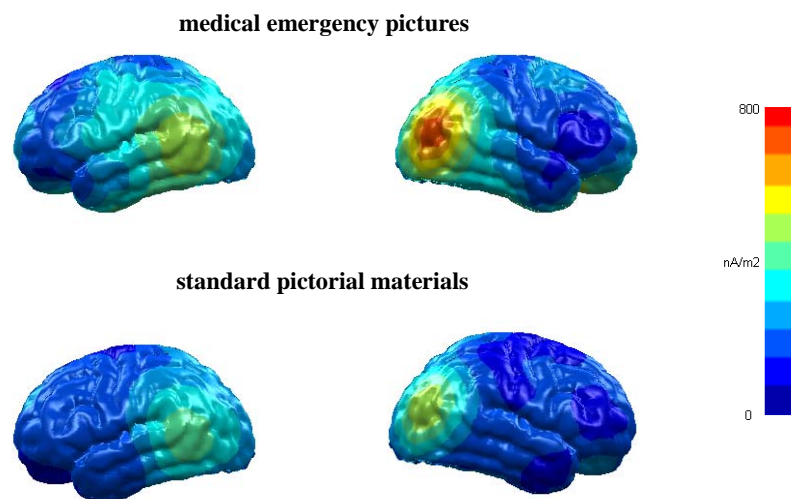 medical emergency pictures
800
nA/m2
standard pictorial materials
0